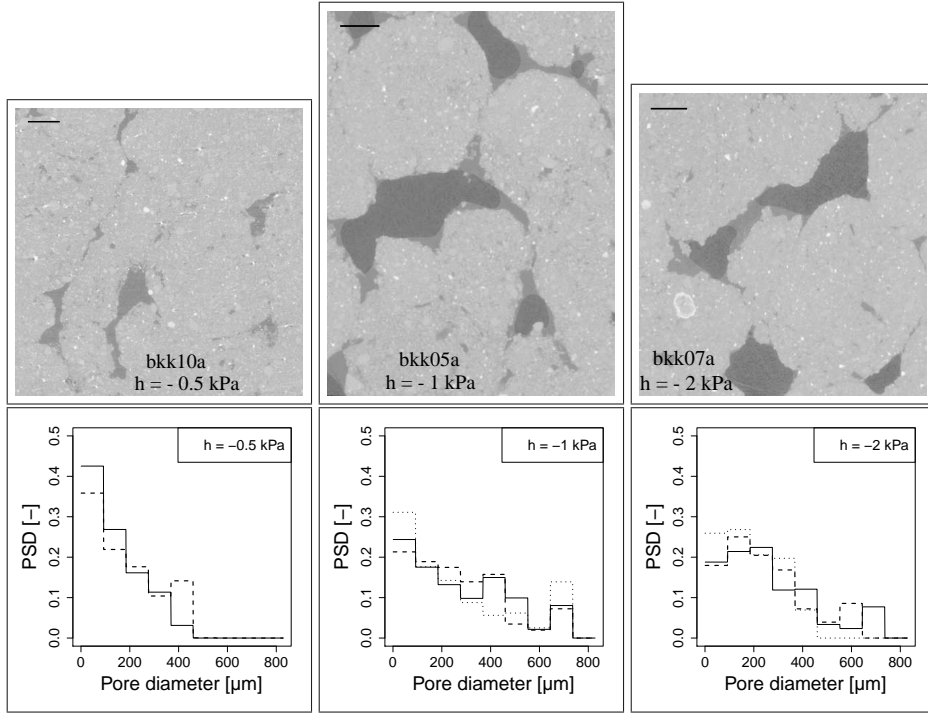 bkk10a
h = - 0.5 kPa
bkk05a
h = - 1 kPa
bkk07a
h = - 2 kPa
h = −0.5 kPa
PSD [−]
0.5
0.4
0.3
0.2
0.1
0.0
0 200 400 600 800
Pore diameter [µm]
h = −1 kPa
PSD [−]
0.5
0.4
0.3
0.2
0.1
0.0
0 200 400 600 800
Pore diameter [µm]
h = −2 kPa
PSD [−]
0.5
0.4
0.3
0.2
0.1
0.0
0 200 400 600 800
Pore diameter [µm]